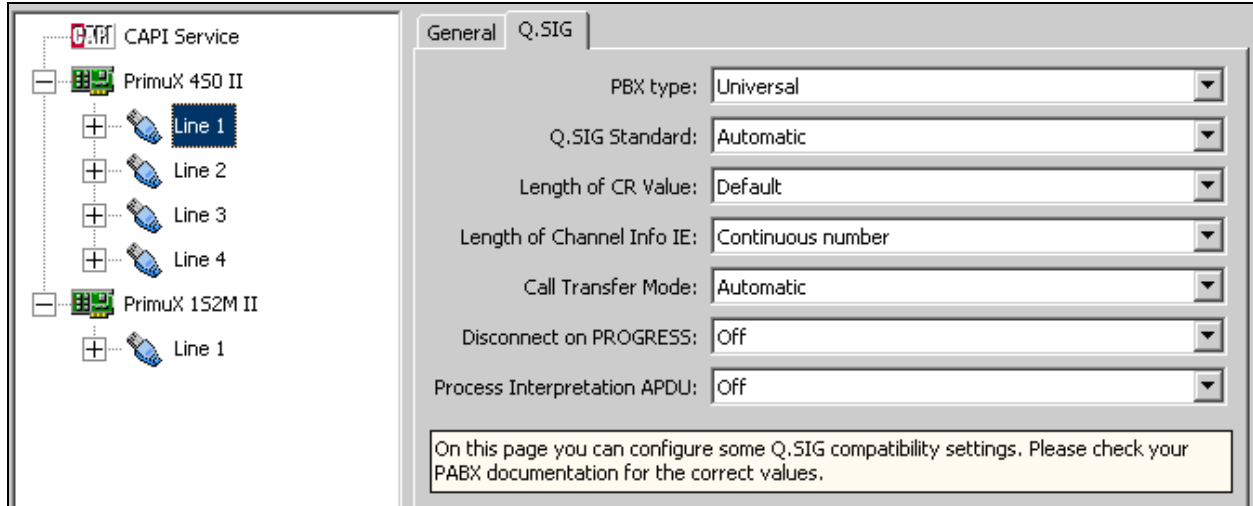 CAPI CAPI Service
PrimuX 4S0 II
Line 1
Line 2
Line 3
Line 4
PrimuX 1S2M II
Line 1
General Q.SIG
PBX type: Universal
Q.SIG Standard: Automatic
Length of CR Value: Default
Length of Channel Info IE: Continuous number
Call Transfer Mode: Automatic
Disconnect on PROGRESS: Off
Process Interpretation APDU: Off
On this page you can configure some Q.SIG compatibility settings. Please check your
PABX documentation for the correct values.